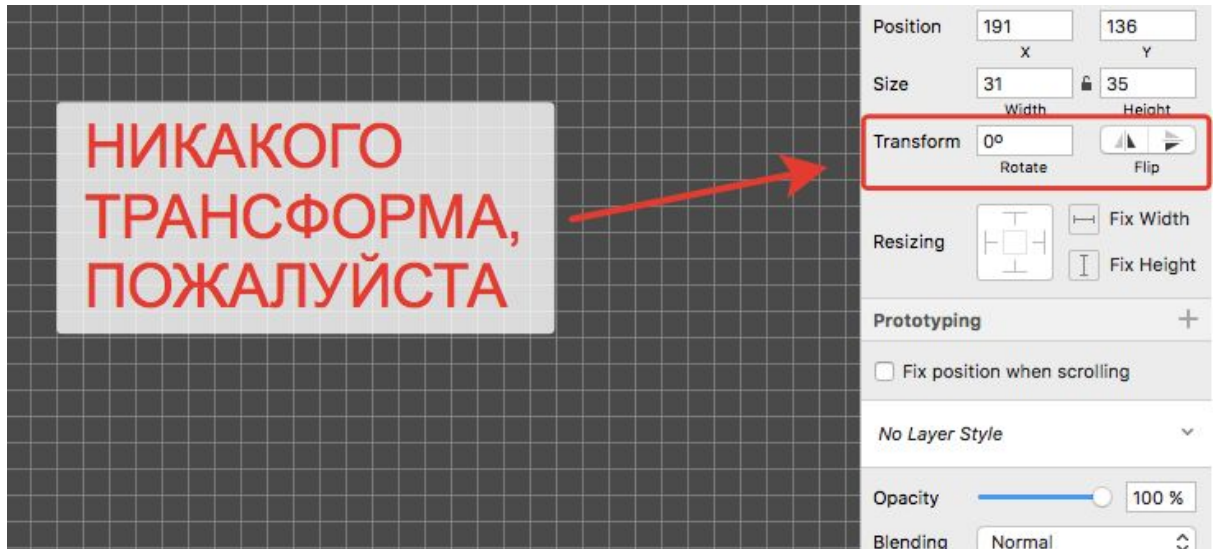 Position 191 136
X Y
Size 31 35
Width Height
НИКАКОГО
ТРАНСФОРМА,
ПОЖАЛУЙСТА
Transform 0º
Rotate Flip
Resizing
Fix Width
Fix Height
Prototyping
Fix position when scrolling
No Layer Style
Opacity 100 %
Blending Normal